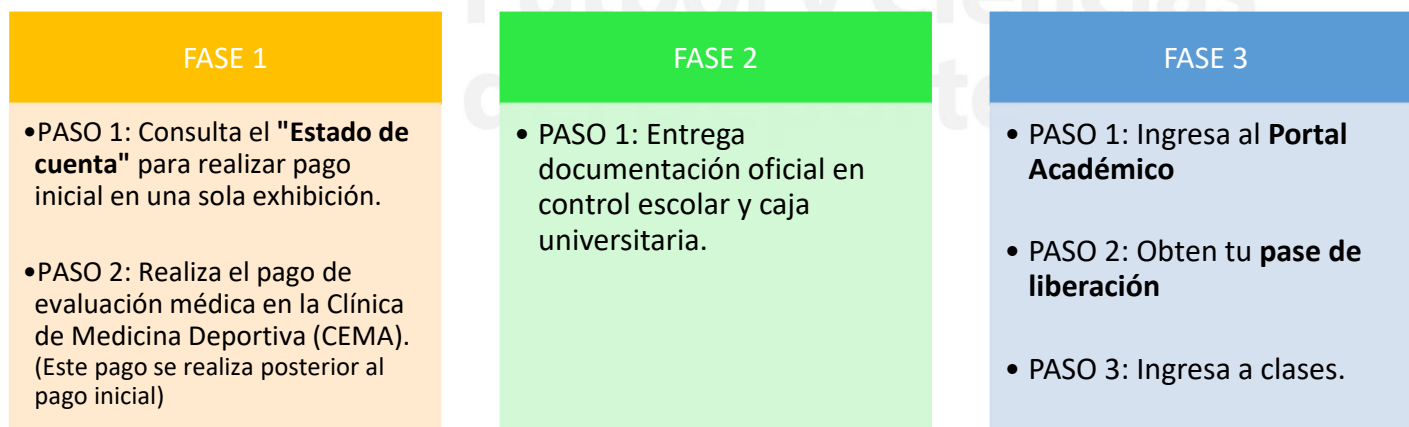 Fútbol y Ciencias
FASE 1
•PASO 1: Consulta el "Estado de
cuenta" para realizar pago
inicial en una sola exhibición.
•PASO 2: Realiza el pago de
evaluación médica en la Clínica
de Medicina Deportiva (CEMA).
(Este pago se realiza posterior al
pago inicial)
FASE 2
• PASO 1: Entrega
documentación oficial en
control escolar y caja
universitaria.
FASE 3
• PASO 1: Ingresa al Portal
Académico
• PASO 2: Obten tu pase de
liberación
• PASO 3: Ingresa a clases.